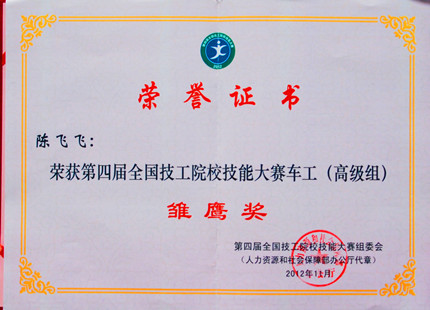 荣誉证书
陈飞飞：
荣获第四届全国技工院校技能大赛车工（高级组）
雏鹰奖
第四届全国技工院校技能大赛组委会
（人力资源和社会保障部办公厅代章）
2012年11月